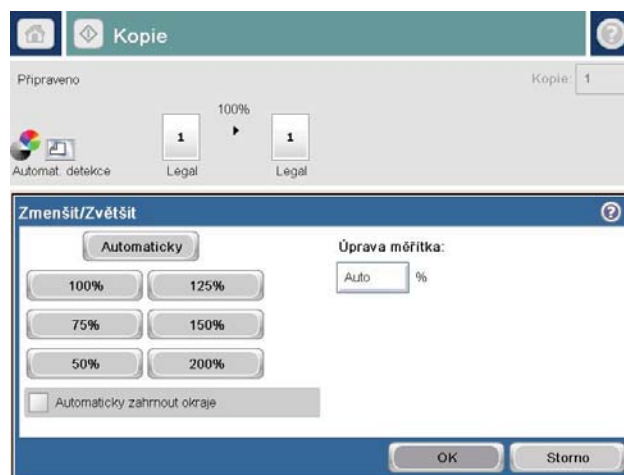 Kopie
Připraveno
Kopie: 1
100%
1
1
Automat. detekce
Legal
Legal
Zmenšit/Zvětšit
Automaticky
Úprava měřítka:
100%
125%
Auto %
75%
150%
50%
200%
Automaticky zahrnout okraje
OK
Storno